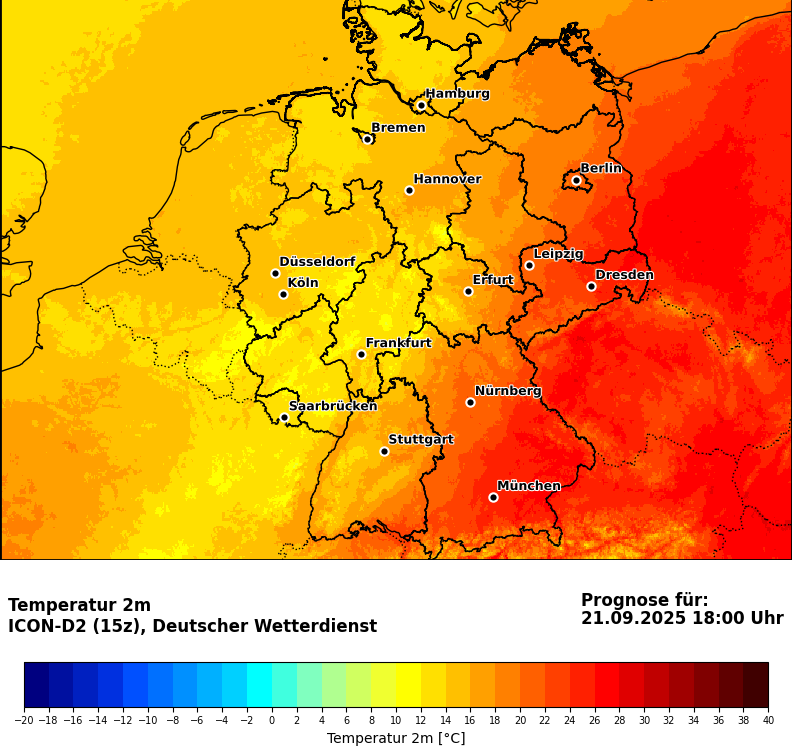 Hamburg
Bremen
Berlin
Hannover
Leipzig
Düsseldorf
Dresden
Köln
Erfurt
Frankfurt
Nürnberg
Saarbrücken
Stuttgart
München
Temperatur 2m
ICON-D2 (15z), Deutscher Wetterdienst
Prognose für:
21.09.2025 18:00 Uhr
−20 −18 −16 −14 −12 −10 −8 −6 −4 −2 0 2 4 6 8 10 12 14 16 18 20 22 24 26 28 30 32 34 36 38 40
Temperatur 2m [°C]